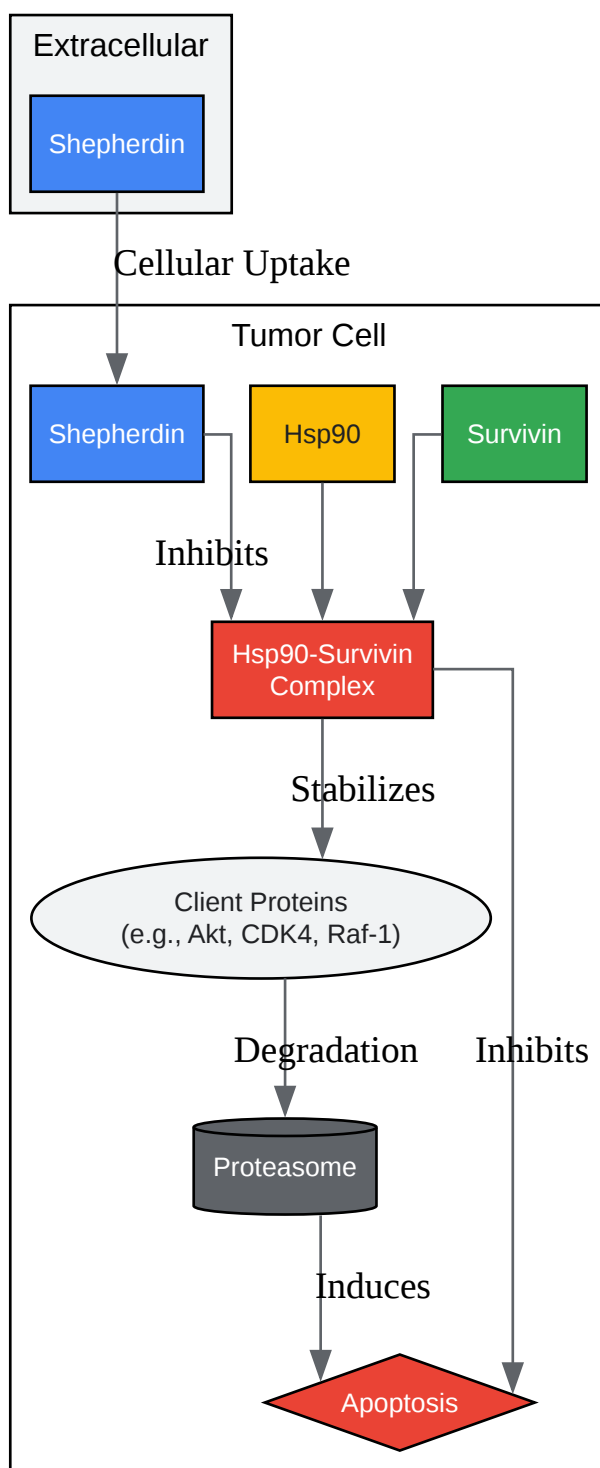 Extracellular
Shepherdin
Cellular Uptake
Tumor Cell
Shepherdin
Hsp90
Survivin
Inhibits
Hsp90-Survivin
Complex
Stabilizes
Client Proteins
(e.g., Akt, CDK4, Raf-1)
Degradation
Inhibits
Proteasome
Induces
Apoptosis